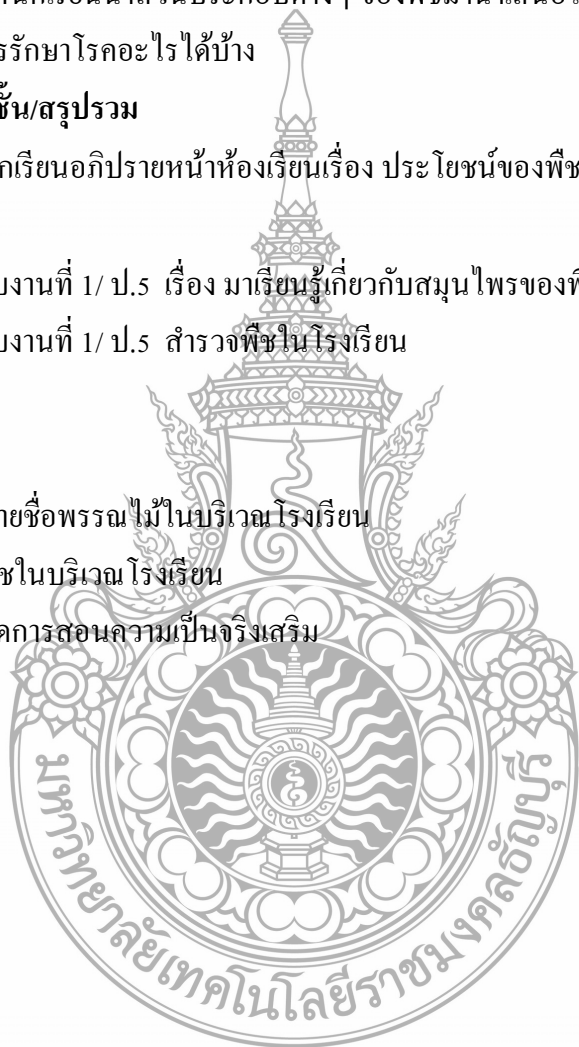 รรักษาโรคอะไรได้บ้าง
ชั้น/สรุปรวม
กเรียนอภิปรายหน้าห้องเรียนเรื่อง ประโยชน์ของพืช
บงานที่ 1/ ป.5 เรื่อง มาเรียนรู้เกี่ยวกับสมุนไพรของพื
บงานที่ 1/ ป.5 สำรวจพืชในโรงเรียน
ายชื่อพรรณไม้ในบริเวณโรงเรียน
ชในบริเวณโรงเรียน
ดการสอนความเป็นจริงเสริม
มหาวิทยาลัยเทคโนโลยีราชมงคลธัญบุรี